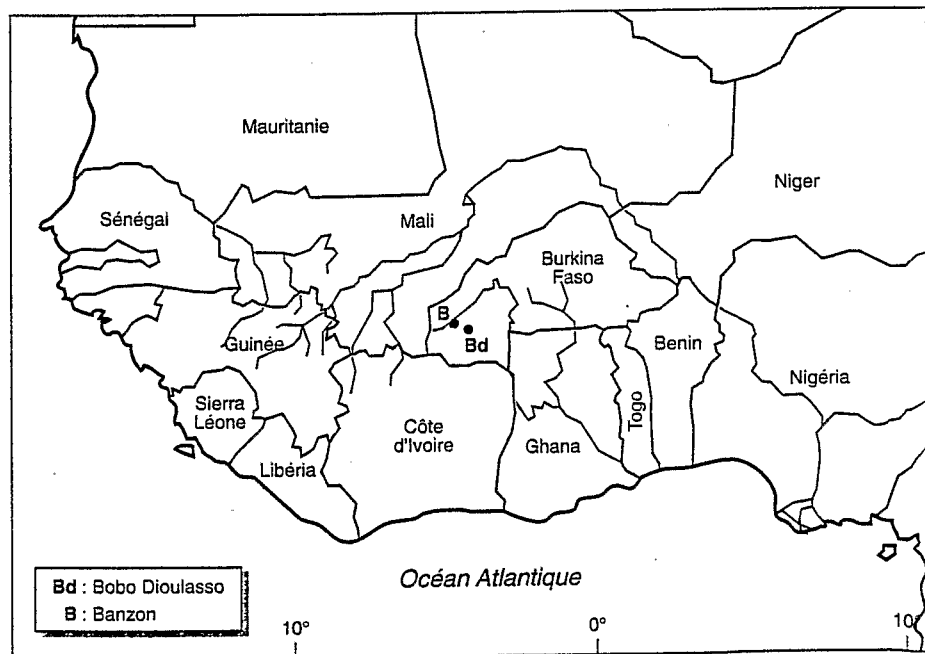 Mauritanie
Niger
Sénégal
Mali
Burkina
Faso
B
Bd
Guinée
Benin
Nigéria
Sierra
Léone
Côte
d'Ivoire
Togo
Ghana
Libéria
Océan Atlantique
Bd : Bobo Dioulasso
B : Banzon
10°
0°
10°